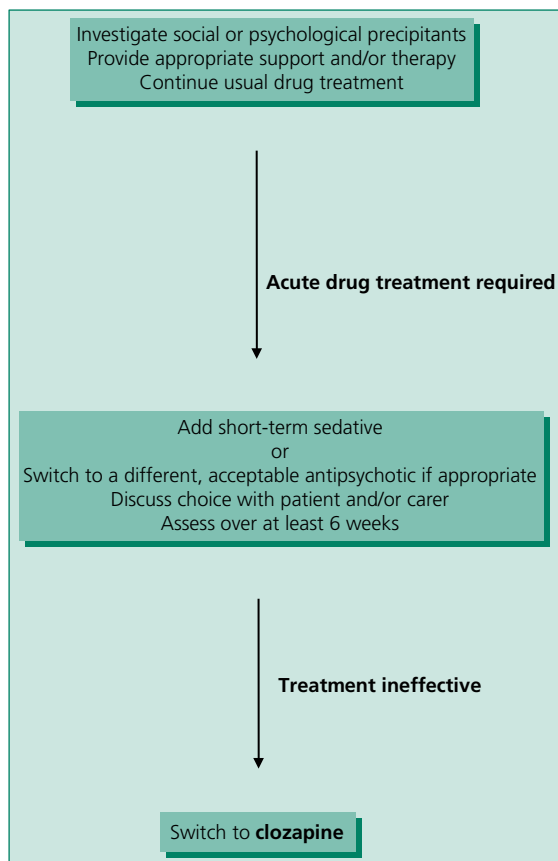 Investigate social or psychological precipitants
Provide appropriate support and/or therapy
Continue usual drug treatment
Acute drug treatment required
Add short-term sedative
or
Switch to a different, acceptable antipsychotic if appropriate
Discuss choice with patient and/or carer
Assess over at least 6 weeks
Treatment ineffective
Switch to clozapine